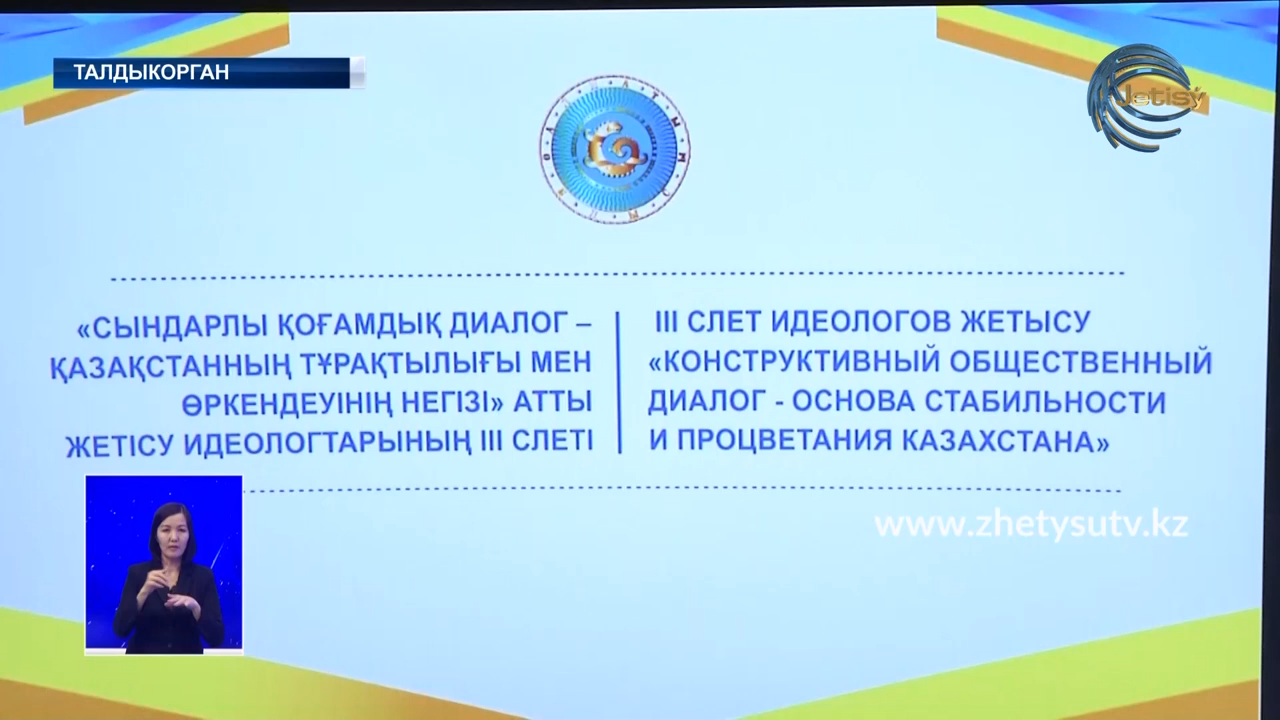 ТАЛДЫКОРГАН
Jetisý
«СЫНДАРЛЫ ҚОҒАМДЫҚ ДИАЛОГ –
ҚАЗАҚСТАННЫҢ ТҰРАҚТЫЛЫҒЫ МЕН
ӨРКЕНДЕУІНІҢ НЕГІЗІ» АТТЫ
ЖЕТІСУ ИДЕОЛОГТАРЫНЫҢ III СЛЕТІ
III СЛЕТ ИДЕОЛОГОВ ЖЕТЫСУ
«КОНСТРУКТИВНЫЙ ОБЩЕСТВЕННЫЙ
ДИАЛОГ - ОСНОВА СТАБИЛЬНОСТИ
И ПРОЦВЕТАНИЯ КАЗАХСТАНА»
www.zhetysutv.kz